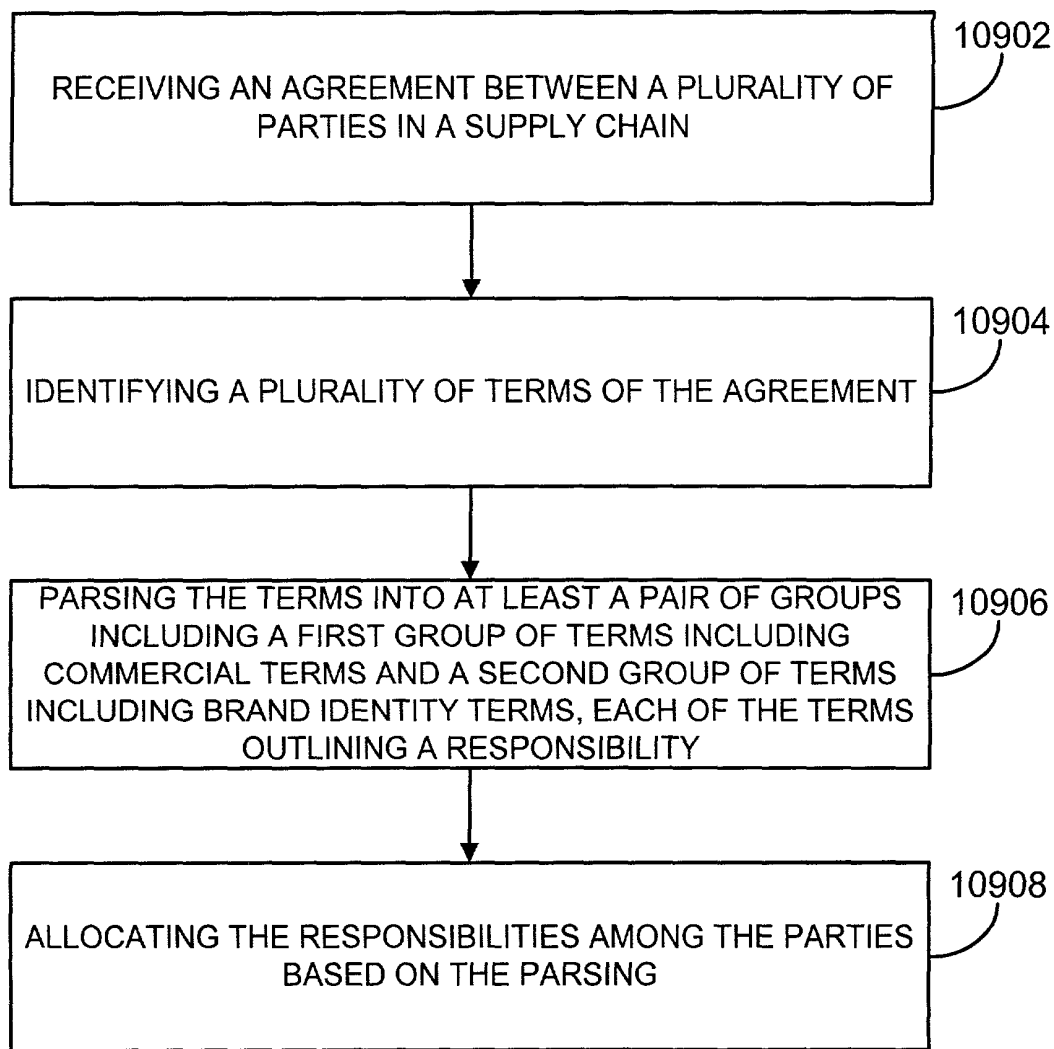 10902
RECEIVING AN AGREEMENT BETWEEN A PLURALITY OF
PARTIES IN A SUPPLY CHAIN
10904
IDENTIFYING A PLURALITY OF TERMS OF THE AGREEMENT
10906
PARSING THE TERMS INTO AT LEAST A PAIR OF GROUPS
INCLUDING A FIRST GROUP OF TERMS INCLUDING
COMMERCIAL TERMS AND A SECOND GROUP OF TERMS
INCLUDING BRAND IDENTITY TERMS, EACH OF THE TERMS
OUTLINING A RESPONSIBILITY
10908
ALLOCATING THE RESPONSIBILITIES AMONG THE PARTIES
BASED ON THE PARSING